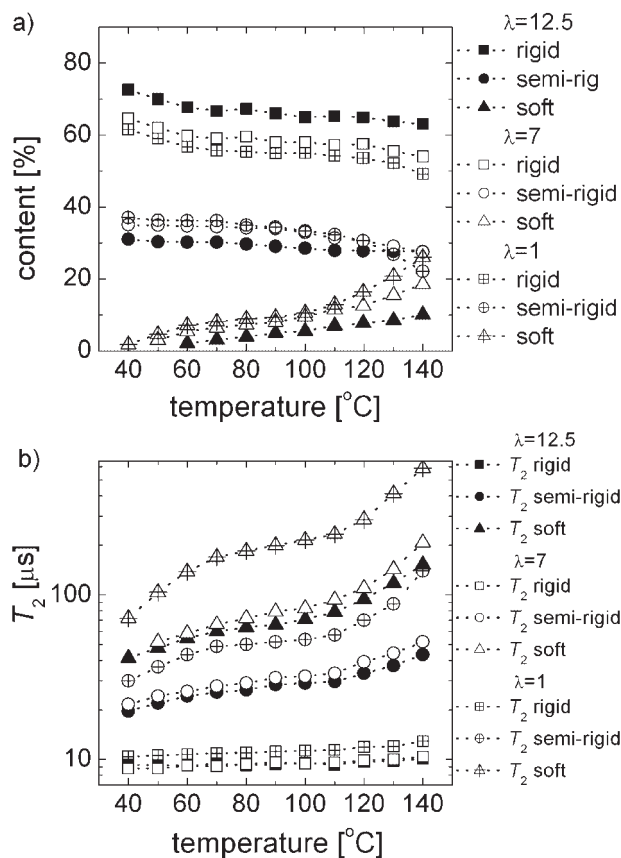 a)
λ=12.5
rigid
semi-rig
soft
λ=7
rigid
semi-rigid
soft
λ=1
rigid
semi-rigid
soft
80
60
40
20
0
content [%]
40 60 80 100 120 140
temperature [°C]
b)
λ=12.5
T₂ rigid
T₂ semi-rigid
T₂ soft
λ=7
T₂ rigid
T₂ semi-rigid
T₂ soft
λ=1
T₂ rigid
T₂ semi-rigid
T₂ soft
100
10
T₂ [μs]
40 60 80 100 120 140
temperature [°C]